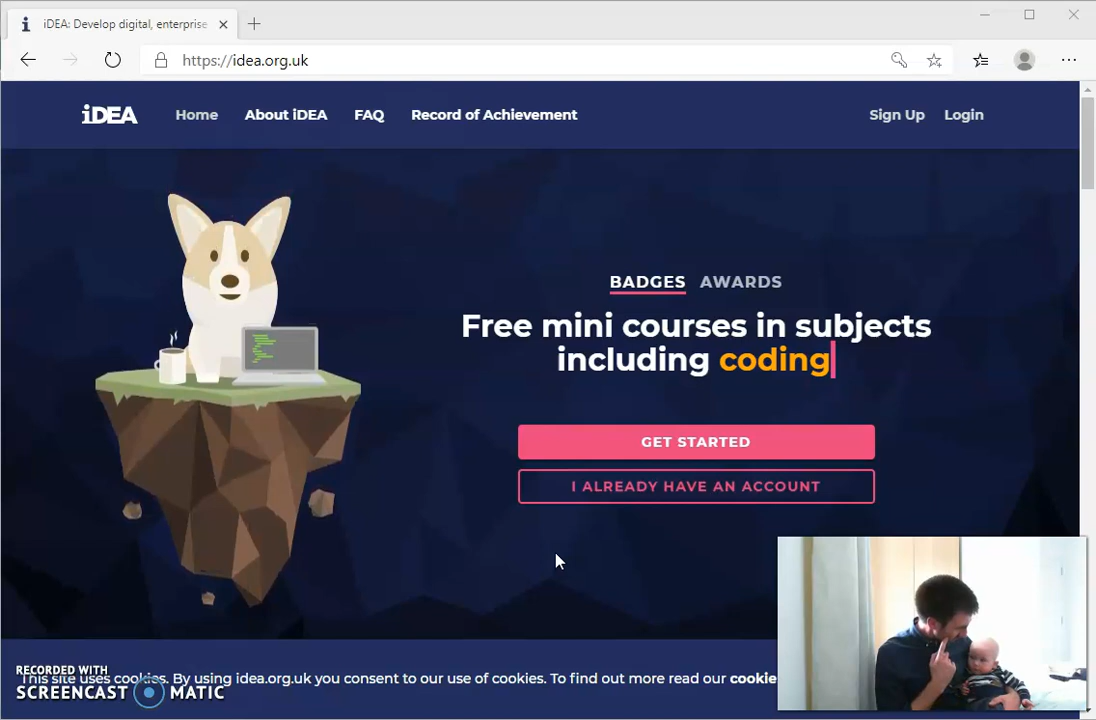 iDEA: Develop digital, enterprise
https://idea.org.uk
iDEA Home About iDEA FAQ Record of Achievement Sign Up Login
BADGES AWARDS
Free mini courses in subjects
including coding
GET STARTED
I ALREADY HAVE AN ACCOUNT
This site uses cookies. By using idea.org.uk you consent to our use of cookies. To find out more read our cookie
RECORDED WITH
SCREENCAST MATIC